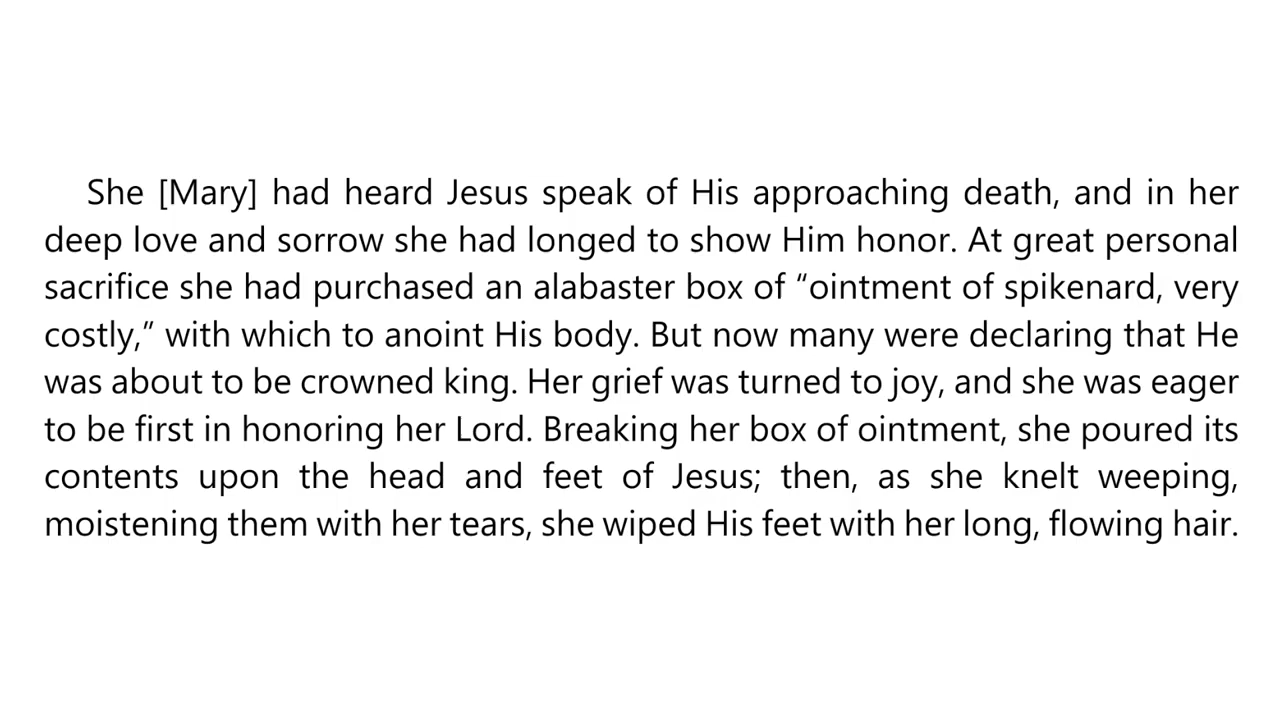 She [Mary] had heard Jesus speak of His approaching death, and in her
deep love and sorrow she had longed to show Him honor. At great personal
sacrifice she had purchased an alabaster box of “ointment of spikenard, very
costly,” with which to anoint His body. But now many were declaring that He
was about to be crowned king. Her grief was turned to joy, and she was eager
to be first in honoring her Lord. Breaking her box of ointment, she poured its
contents upon the head and feet of Jesus; then, as she knelt weeping,
moistening them with her tears, she wiped His feet with her long, flowing hair.